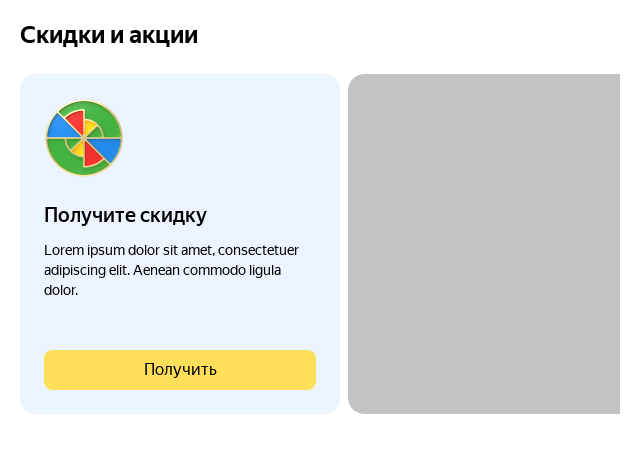 Скидки и акции
Получите скидку
Lorem ipsum dolor sit amet, consectetuer
adipiscing elit. Aenean commodo ligula
dolor.
Получить